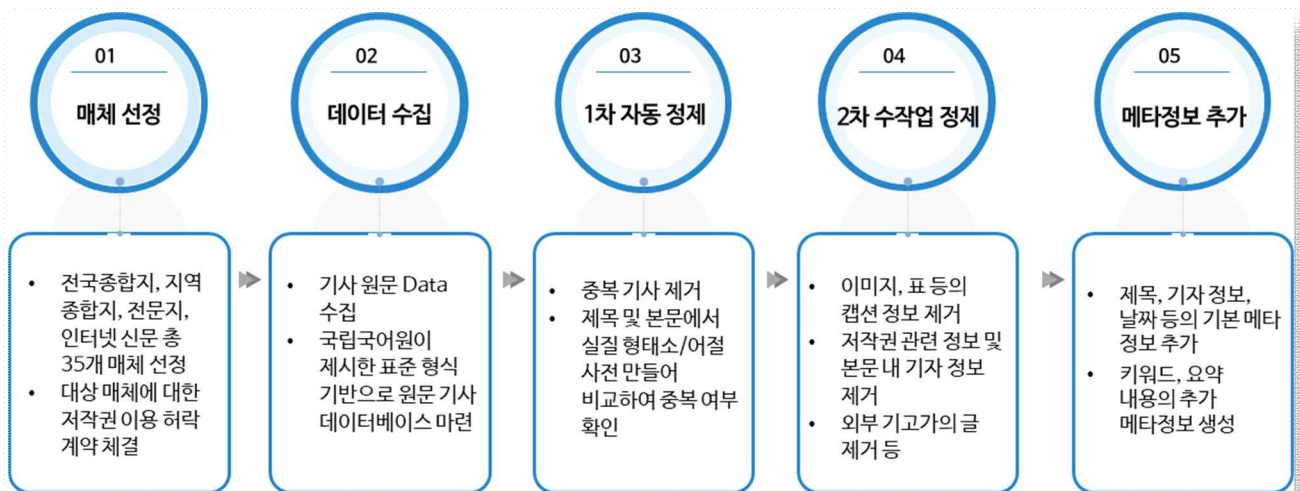 01
매체 선정
• 전국종합지, 지역
종합지, 전문지,
인터넷 신문 총
35개 매체 선정
• 대상 매체에 대한
저작권 이용 허락
계약 체결
02
데이터 수집
• 기사 원문 Data
수집
• 국립국어원이
제시한 표준 형식
기반으로 원문 기사
데이터베이스 마련
03
1차 자동 정제
• 중복 기사 제거
• 제목 및 본문에서
실질 형태소/어절
사전 만들어
비교하여 중복 여부
확인
04
2차 수작업 정제
• 이미지, 표 등의
캡션 정보 제거
• 저작권 관련 정보 및
본문 내 기자 정보
제거
• 외부 기고가의 글
제거 등
05
메타정보 추가
• 제목, 기자 정보,
날짜 등의 기본 메타
정보 추가
• 키워드, 요약
내용의 추가
메타정보 생성